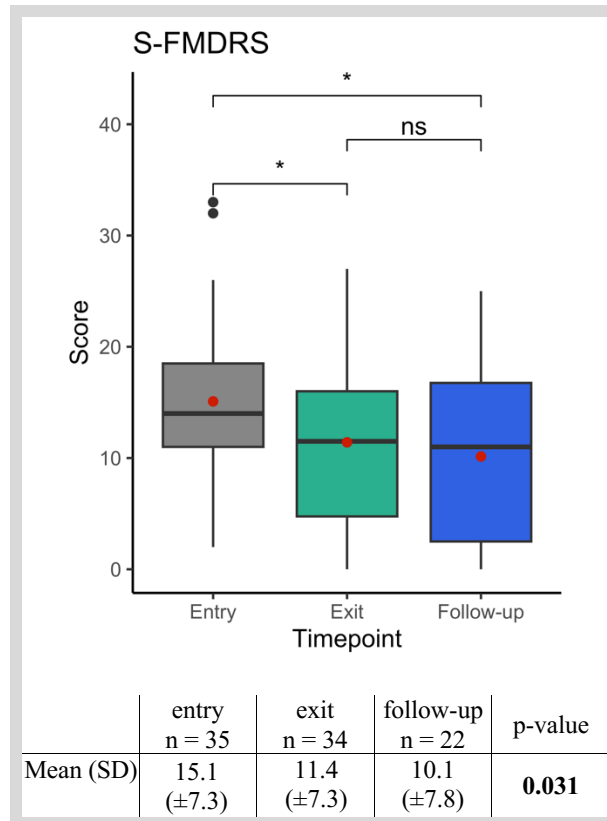 S-FMDRS
*
ns
*
40
30
20
10
0
Score
Entry Exit Follow-up
Timepoint
entry exit follow-up p-value
n = 35 n = 34 n = 22
Mean (SD) 15.1 11.4 10.1 0.031
(±7.3) (±7.3) (±7.8)